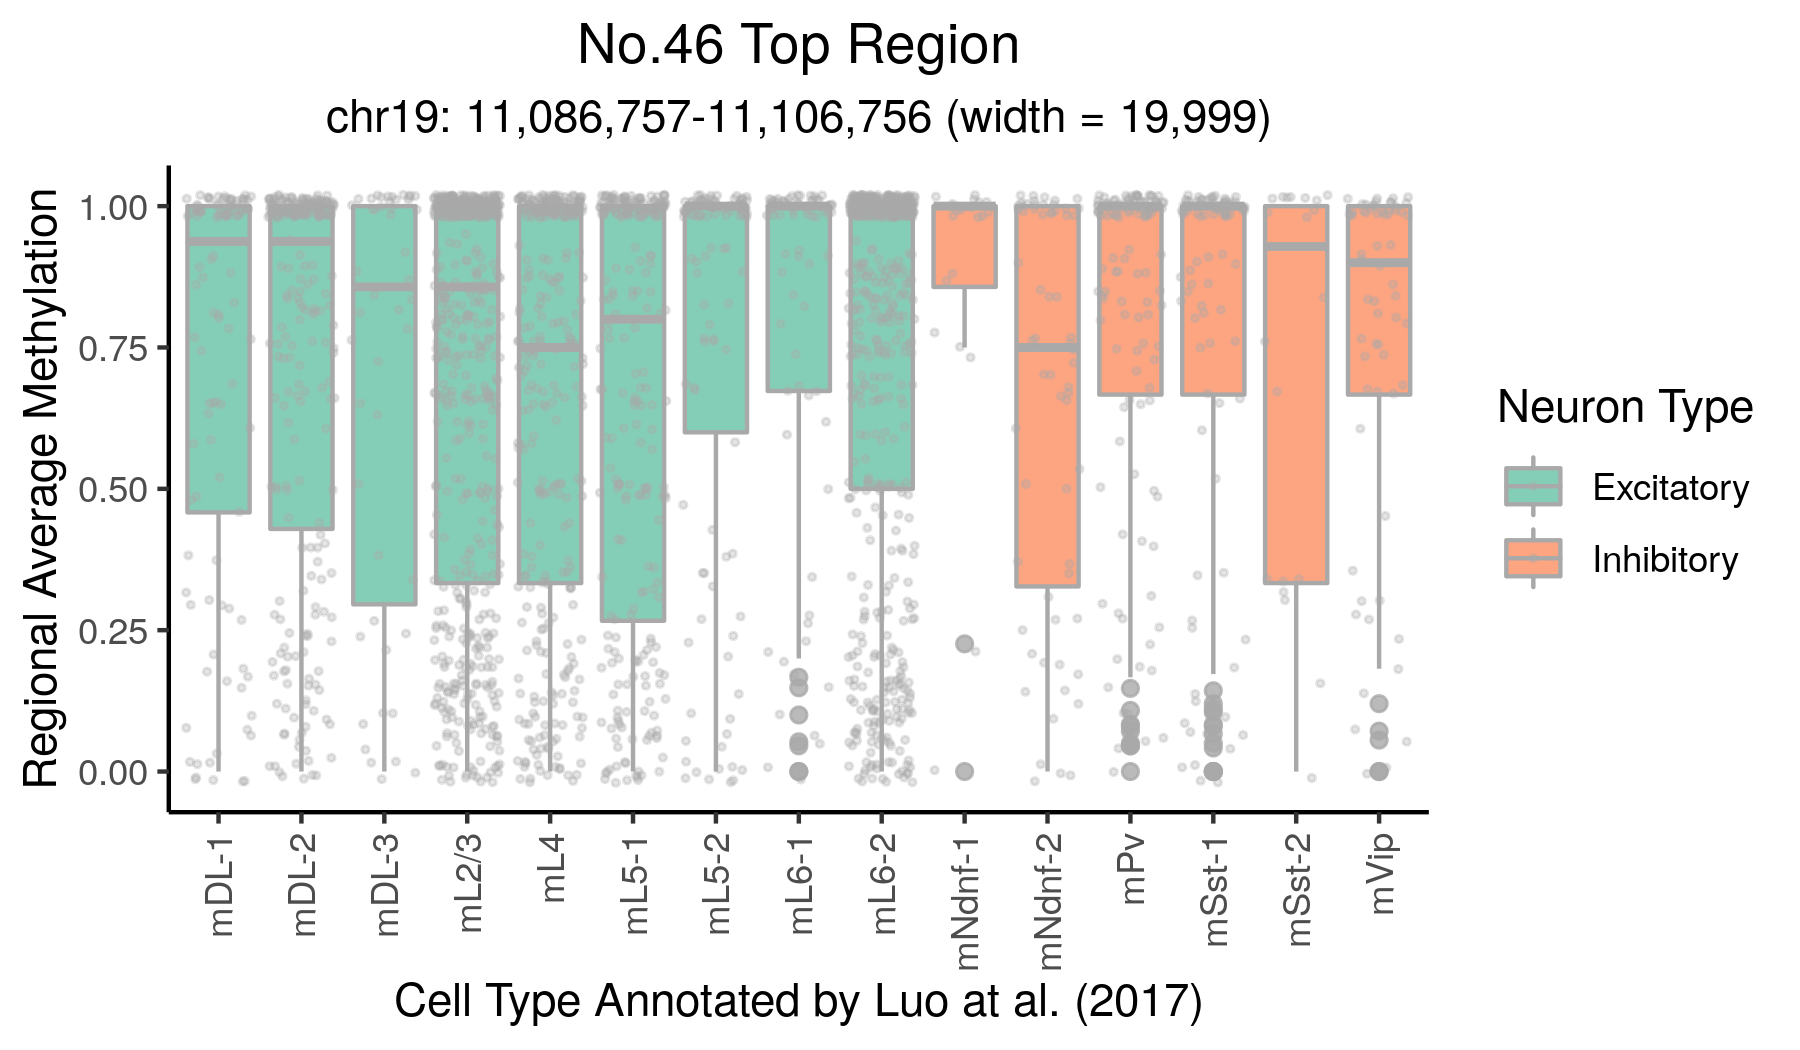 No.46 Top Region
chr19: 11,086,757-11,106,756 (width = 19,999)
Regional Average Methylation
1.00
0.75
0.50
0.25
0.00
mDL-1
mDL-2
mDL-3
mL2/3
mL4
mL5-1
mL5-2
mL6-1
mL6-2
mNdnf-1
mNdnf-2
mPv
mSst-1
mSst-2
mVip
Cell Type Annotated by Luo at al. (2017)
Neuron Type
Excitatory
Inhibitory